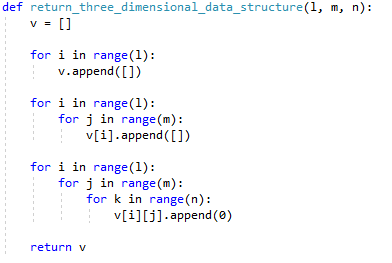 def return_three_dimensional_data_structure(l, m, n):
    v = []
    for i in range(l):
        v.append([])
    for i in range(l):
        for j in range(m):
            v[i].append([])
    for i in range(l):
        for j in range(m):
            for k in range(n):
                v[i][j].append(0)
    return v